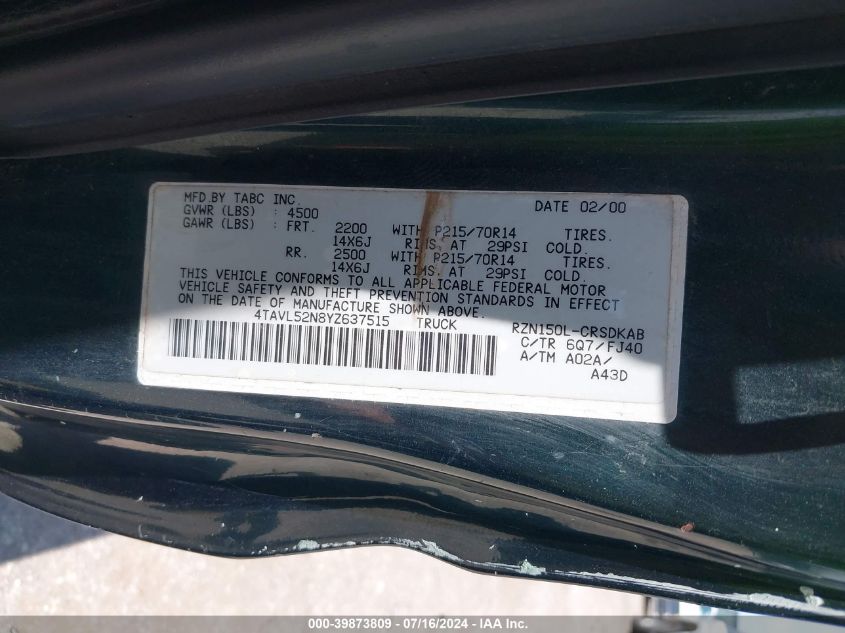 MFD.BY TABC INC. DATE 02/00
GVWR (LBS) : 4500
GAWR (LBS) : FRT. 2200 WITH P215/70R14 TIRES.
14X6J RIMS. AT 29PSI COLD.
RR. 2500 WITH P215/70R14 TIRES.
14X6J RIMS. AT 29PSI COLD.
THIS VEHICLE CONFORMS TO ALL APPLICABLE FEDERAL MOTOR
VEHICLE SAFETY AND THEFT PREVENTION STANDARDS IN EFFECT
ON THE DATE OF MANUFACTURE SHOWN ABOVE.
4TAVL52N8YZ637515 TRUCK RZN150L-CRSDKAB
C/TR 6Q7/FJ40
A/TM A02A/
A43D
000-39873809 - 07/16/2024 - IAA Inc.